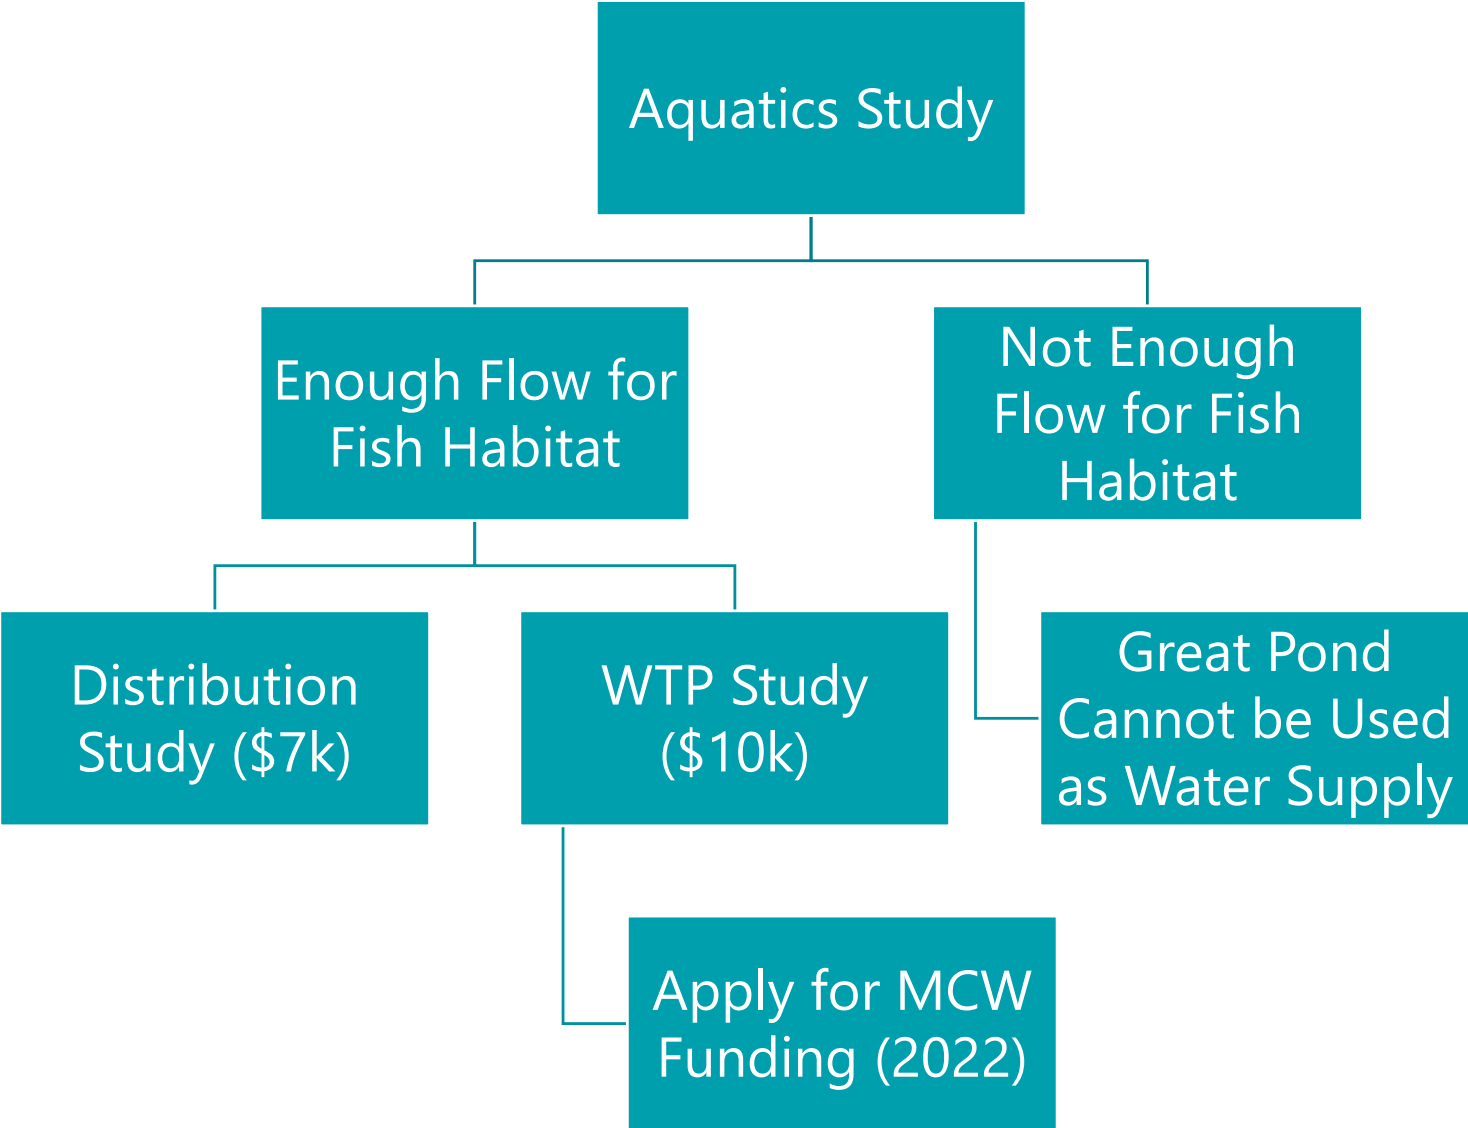 Aquatics Study
Enough Flow for
Fish Habitat
Not Enough
Flow for Fish
Habitat
Distribution
Study ($7k)
WTP Study
($10k)
Great Pond
Cannot be Used
as Water Supply
Apply for MCW
Funding (2022)